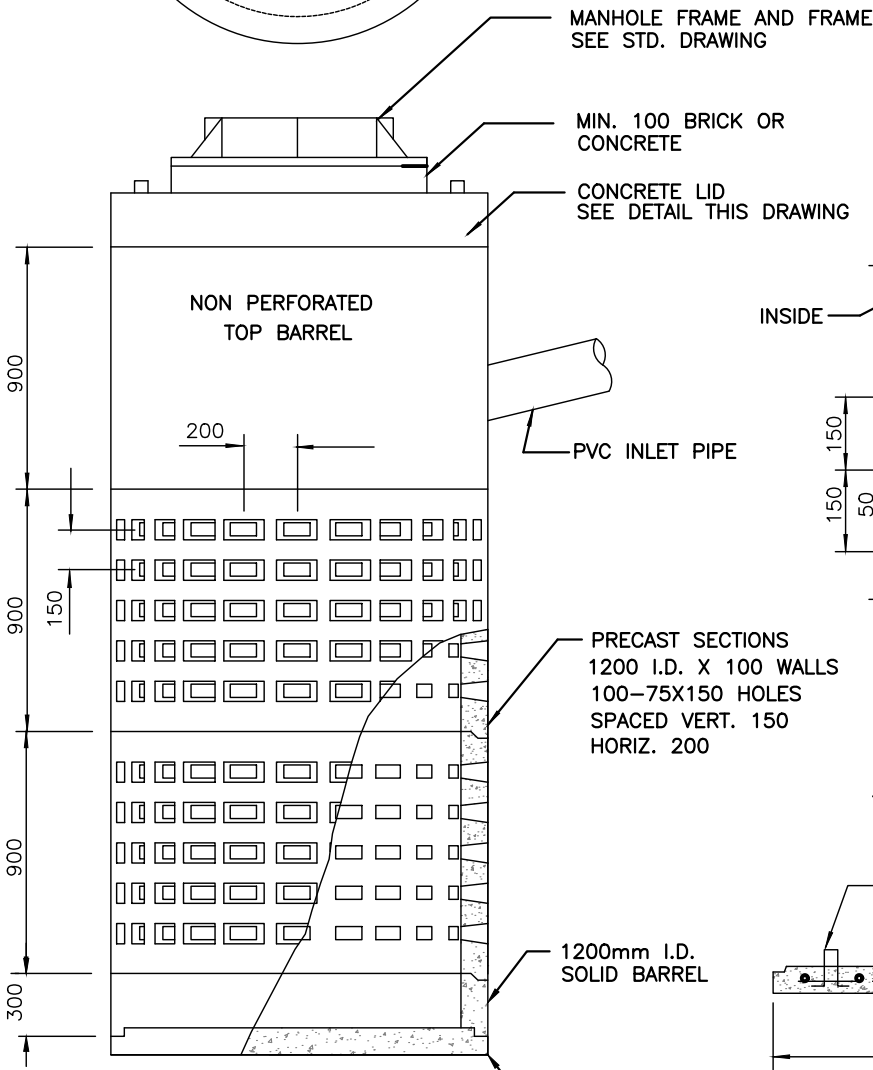 MANHOLE FRAME AND FRAME
SEE STD. DRAWING
MIN. 100 BRICK OR
CONCRETE
CONCRETE LID
SEE DETAIL THIS DRAWING
NON PERFORATED
TOP BARREL
INSIDE
900
200
PVC INLET PIPE
150
150
50
900
150
PRECAST SECTIONS
1200 I.D. X 100 WALLS
100-75X150 HOLES
SPACED VERT. 150
HORIZ. 200
900
1200mm I.D.
SOLID BARREL
300